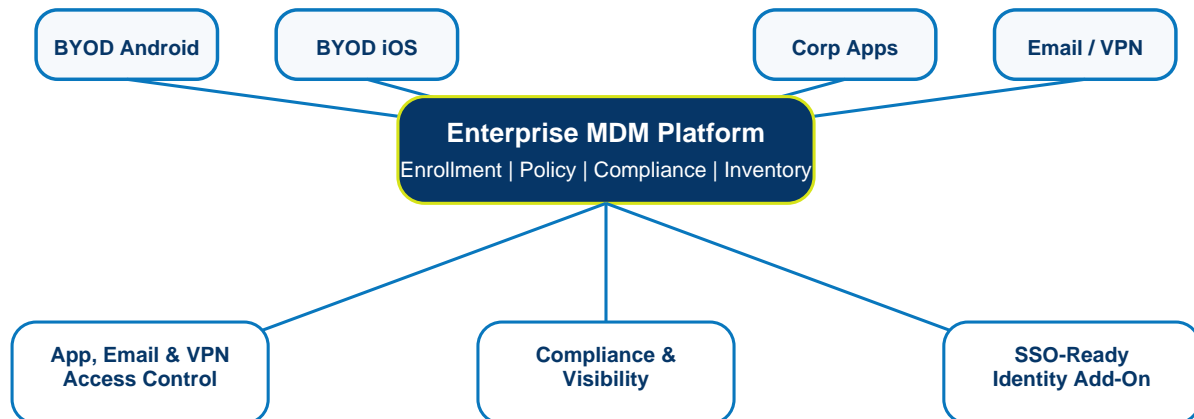 BYOD Android
BYOD iOS
Corp Apps
Email / VPN
Enterprise MDM Platform
Enrollment | Policy | Compliance | Inventory
App, Email & VPN
Access Control
Compliance &
Visibility
SSO-Ready
Identity Add-On